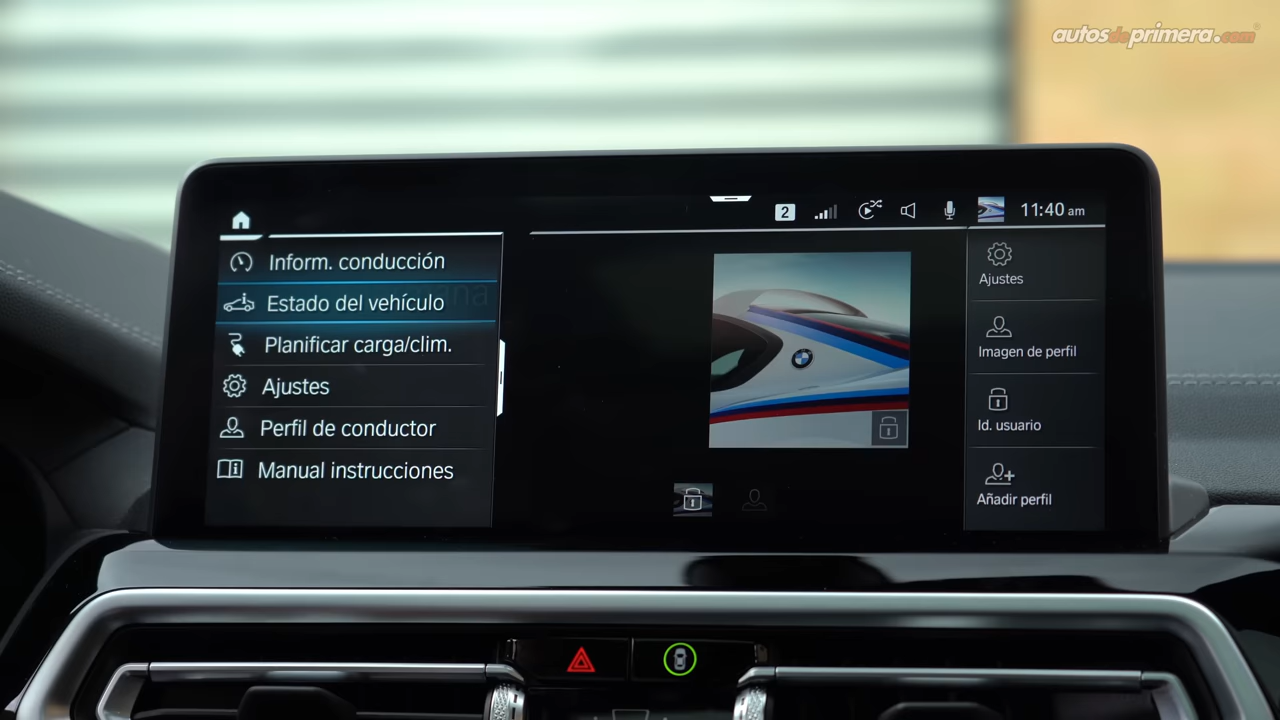 autosdeprimera.com
2
11:40 am
Inform. conducción
Estado del vehículo
Planificar carga/clim.
Ajustes
Perfil de conductor
Manual instrucciones
Ajustes
Imagen de perfil
Id. usuario
Añadir perfil